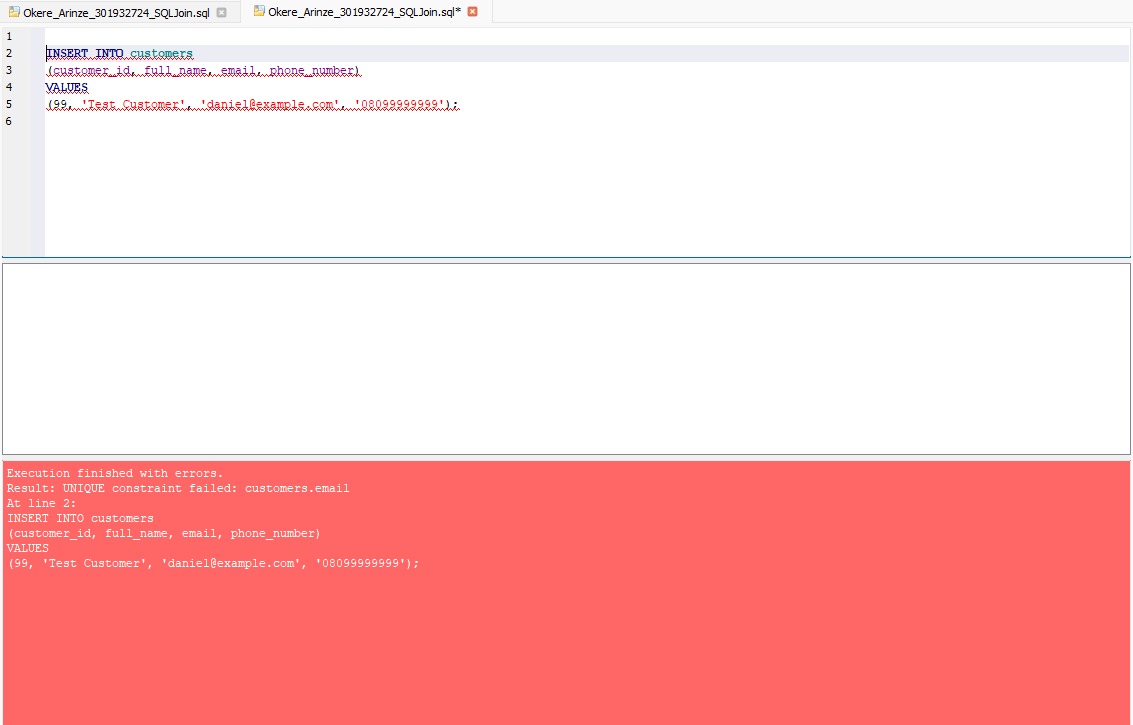 Okere_Arinze_301932724_SQLJoin.sql
Okere_Arinze_301932724_SQLJoin.sql*
1
2 INSERT INTO customers
3 (customer_id, full_name, email, phone_number)
4 VALUES
5 (99, 'Test Customer', 'daniel@example.com', '08099999999');
6
Execution finished with errors.
Result: UNIQUE constraint failed: customers.email
At line 2:
INSERT INTO customers
(customer_id, full_name, email, phone_number)
VALUES
(99, 'Test Customer', 'daniel@example.com', '08099999999');